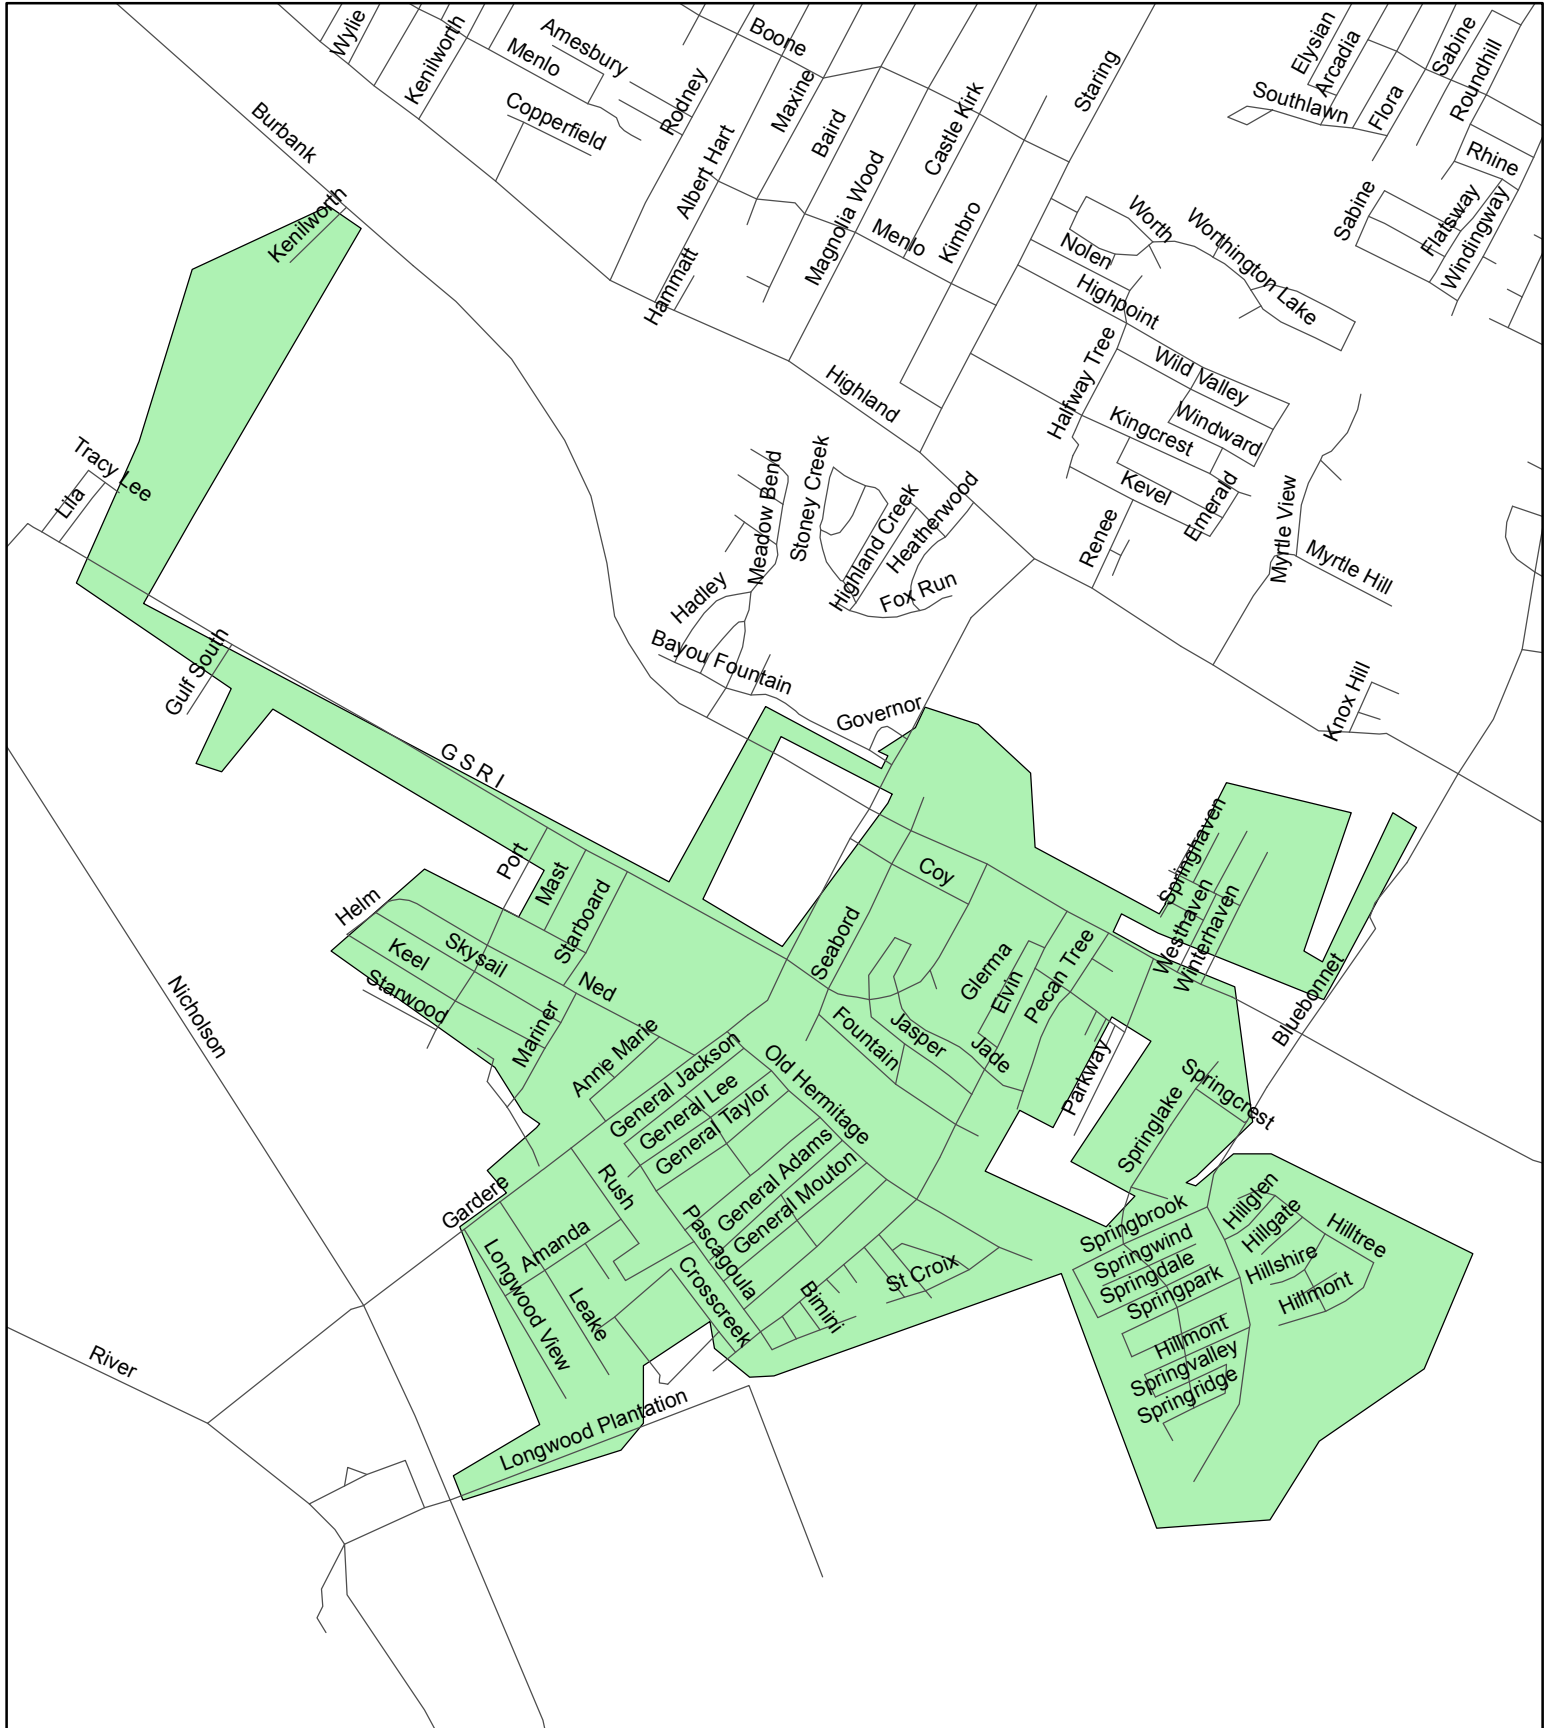 Wylie
Kenilworth
Menlo
Amesbury
Copperfield
Rodney
Boone
Albert Hart
Maxine
Baird
Magnolia Wood
Castle Kirk
Kimbro
Menlo
Hammatt
Staring
Elysian
Arcadia
Southlawn
Flora
Sabine
Roundhill
Rhine
Sabine
Flatsway
Windingway
Burbank
Kenilworth
Worth
Worthington Lake
Nolen
Highpoint
Halfway Tree
Wild Valley
Windward
Kingcrest
Kevel
Emerald
Renee
Highland
Tracy Lee
Lila
Meadow Bend
Stoney Creek
Highland Creek
Heatherwood
Fox Run
Hadley
Bayou Fountain
Myrtle View
Myrtle Hill
Gulf South
Governor
Knox Hill
G S R I
Port
Mast
Starboard
Helm
Skysail
Keel
Starwood
Ned
Mariner
Nicholson
Coy
Seabord
Glerma
Elvin
Pecan Tree
Springhaven
Westhaven
Winterhaven
Bluebonnet
Fountain
Jasper
Jade
Parkway
Anne Marie
General Jackson
General Lee
General Taylor
Old Hermitage
General Adams
General Mouton
Springlake
Springcrest
Gardere
Rush
Pascagoula
Amanda
Longwood View
Leake
Crosscreek
Bimini
St Croix
Springbrook
Springwind
Springdale
Springpark
Hillglen
Hillgate
Hilltree
Hillshire
Hillmont
Hillmont
Springvalley
Springridge
River
Longwood Plantation